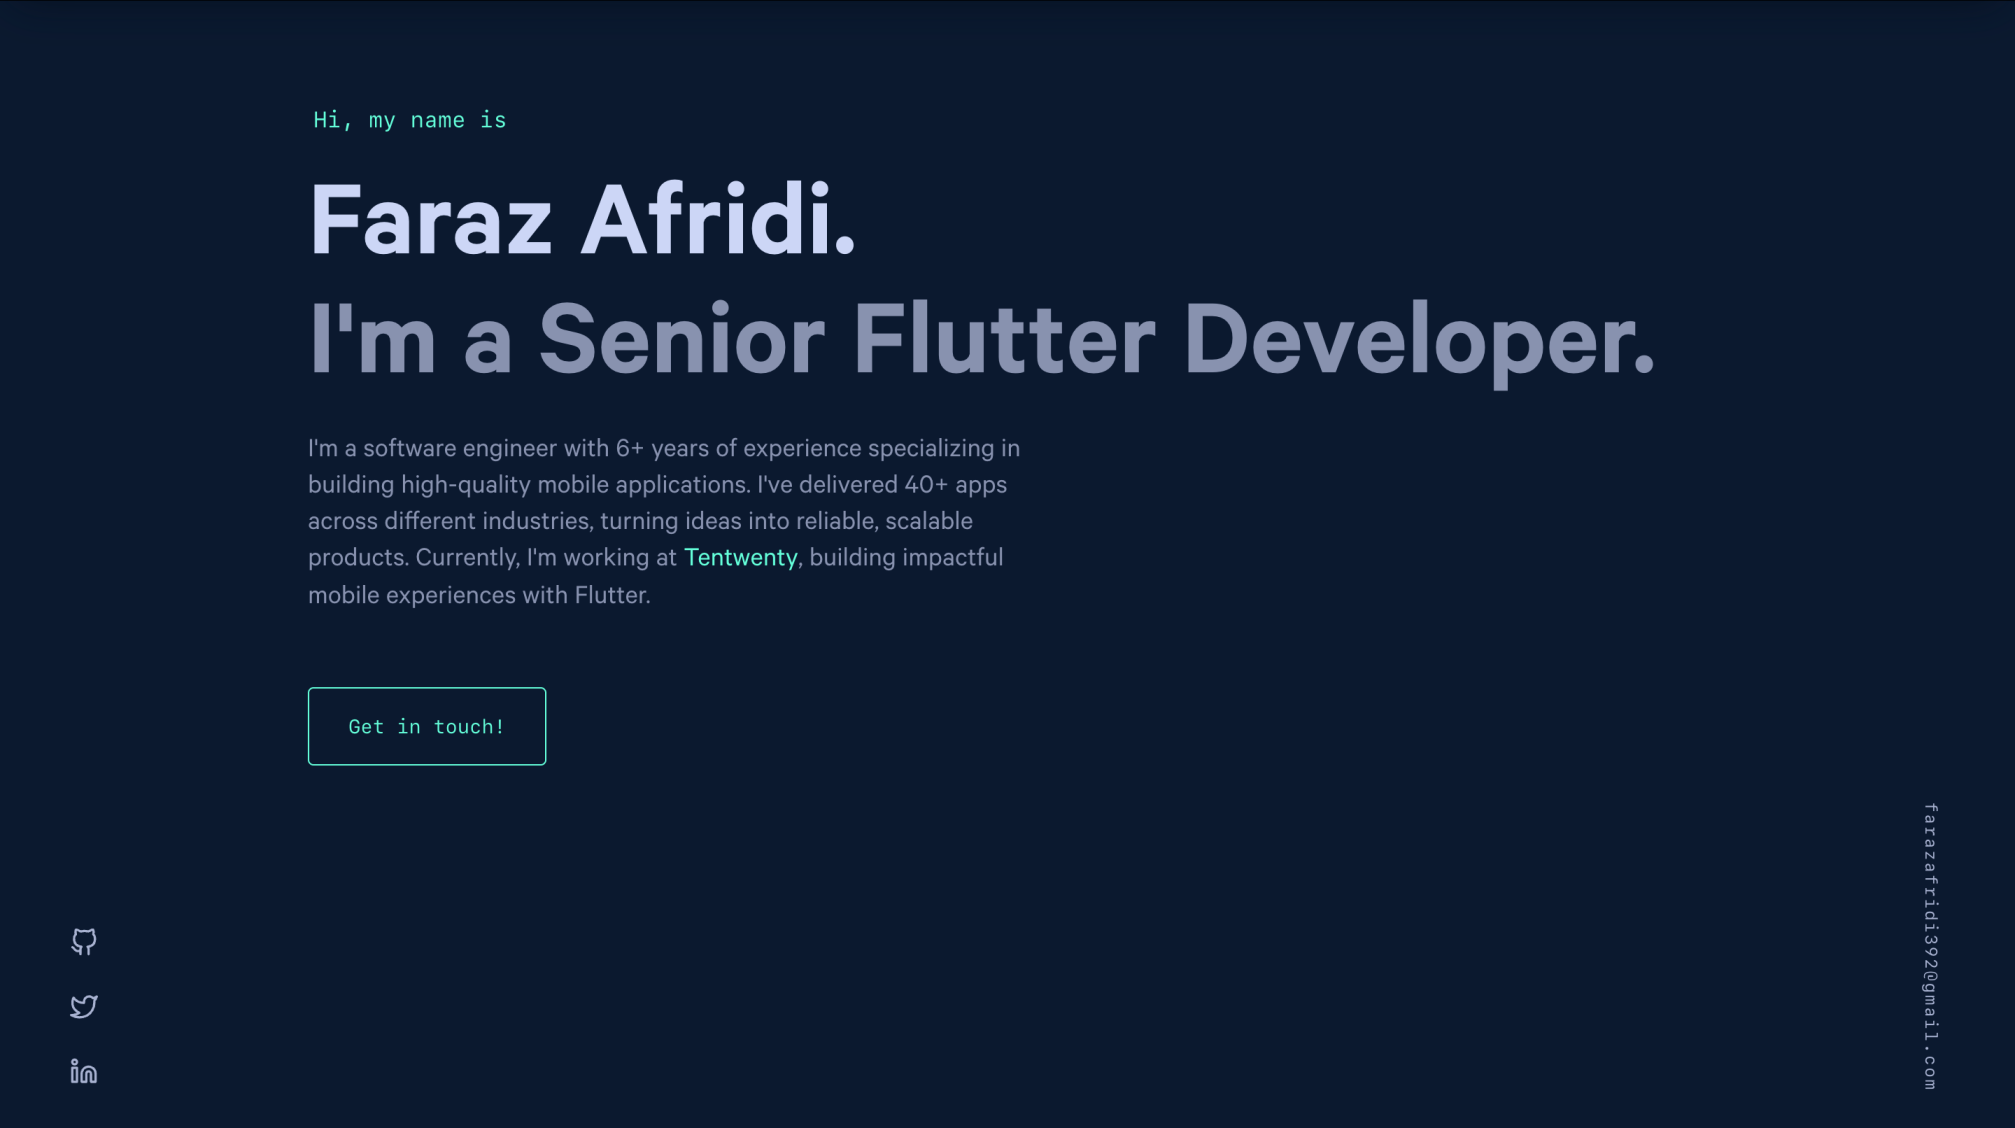 Hi, my name is
Faraz Afridi.
I'm a Senior Flutter Developer.
I'm a software engineer with 6+ years of experience specializing in
building high-quality mobile applications. I've delivered 40+ apps
across different industries, turning ideas into reliable, scalable
products. Currently, I'm working at Tentwenty, building impactful
mobile experiences with Flutter.
Get in touch!
farazafridi392@gmail.com